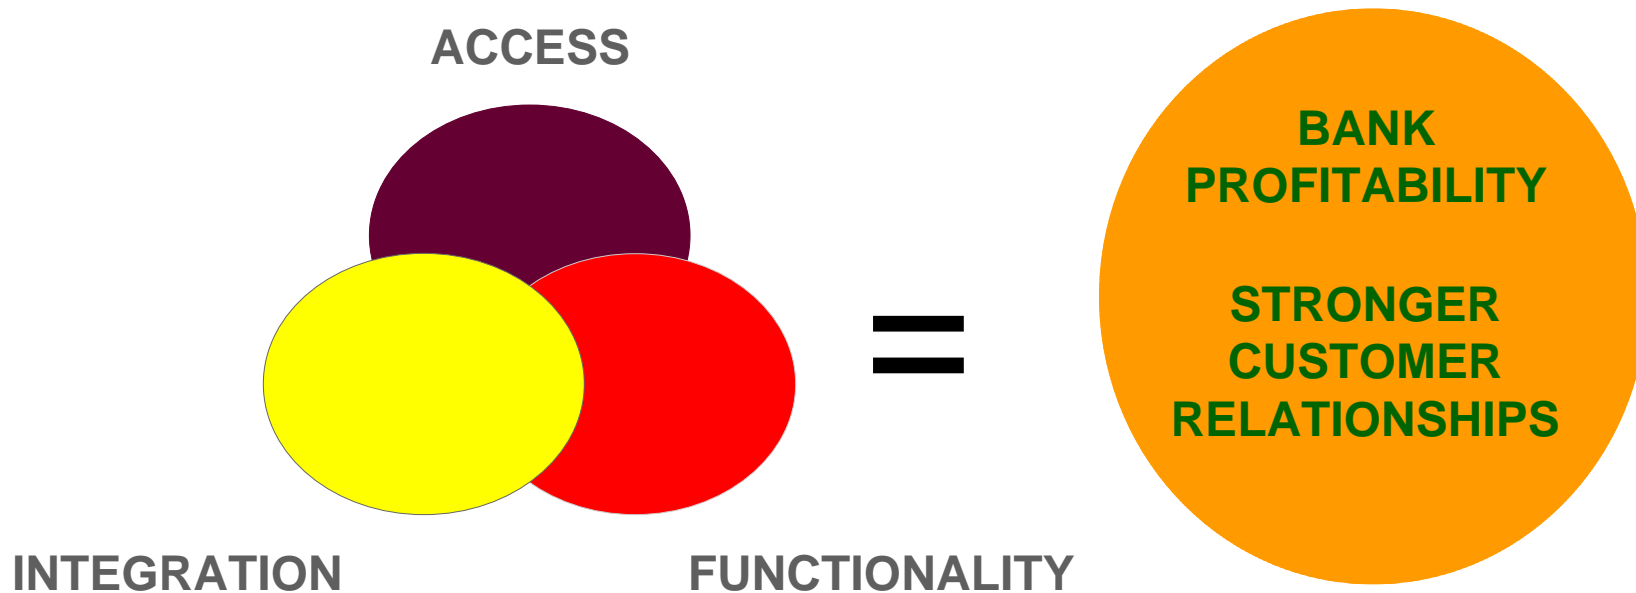 ACCESS
INTEGRATION
FUNCTIONALITY
=
BANK
PROFITABILITY
STRONGER
CUSTOMER
RELATIONSHIPS